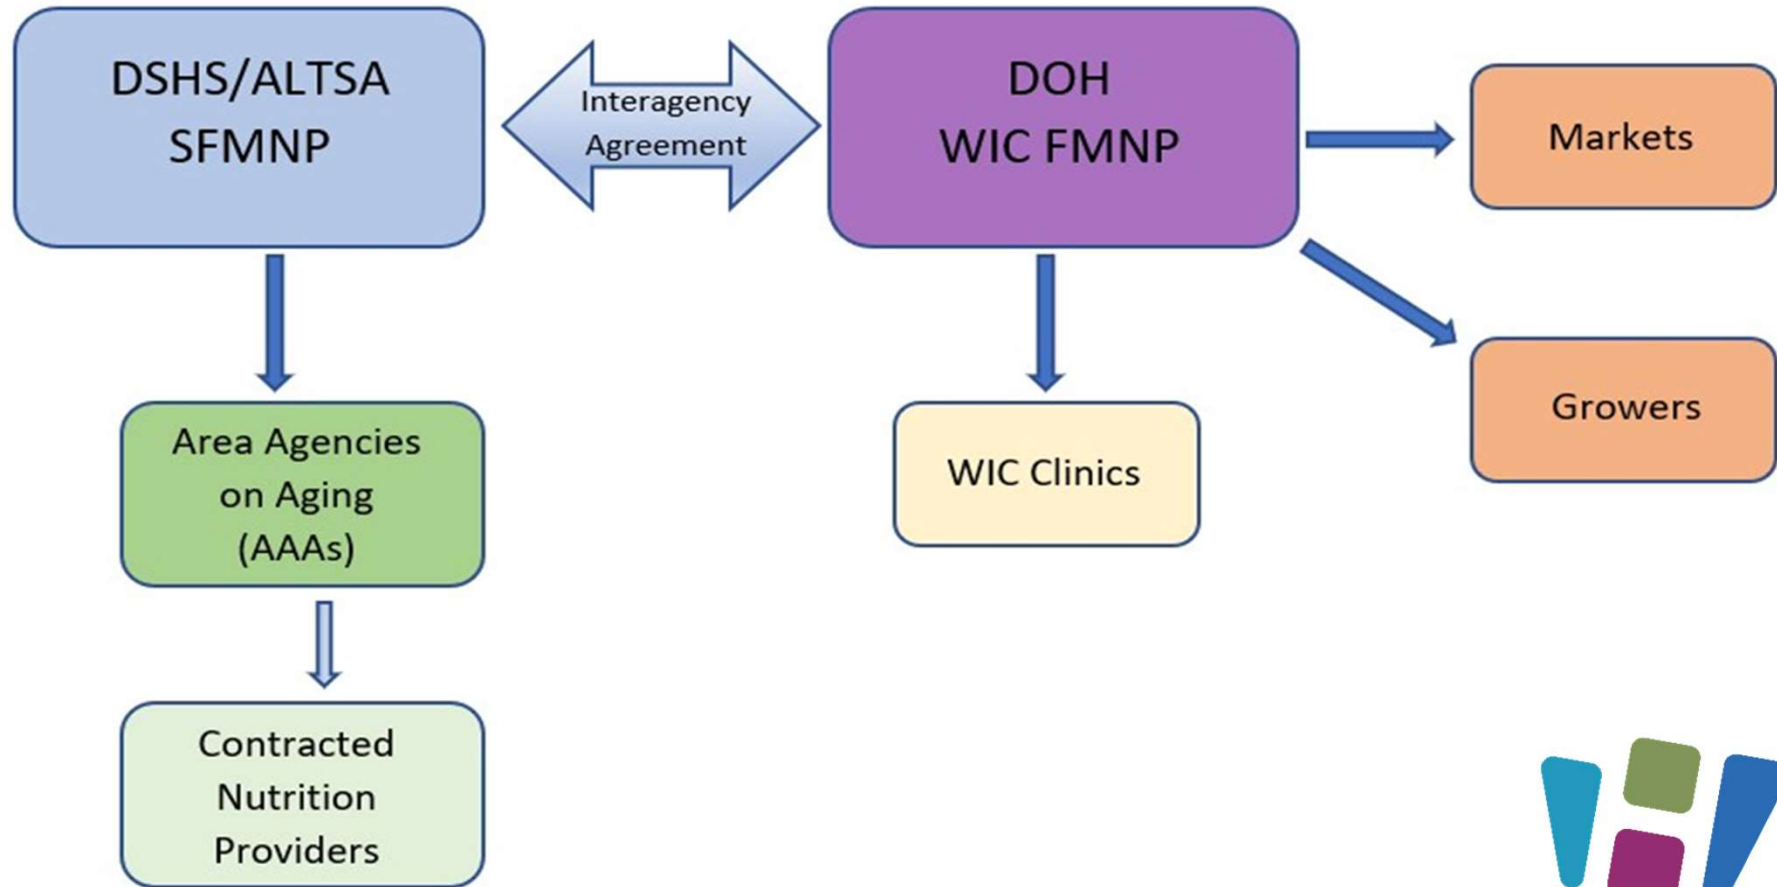 DSHS/ALTSA
SFMNP
Interagency
Agreement
DOH
WIC FMNP
Markets
Growers
Area Agencies
on Aging
(AAAs)
WIC Clinics
Contracted
Nutrition
Providers